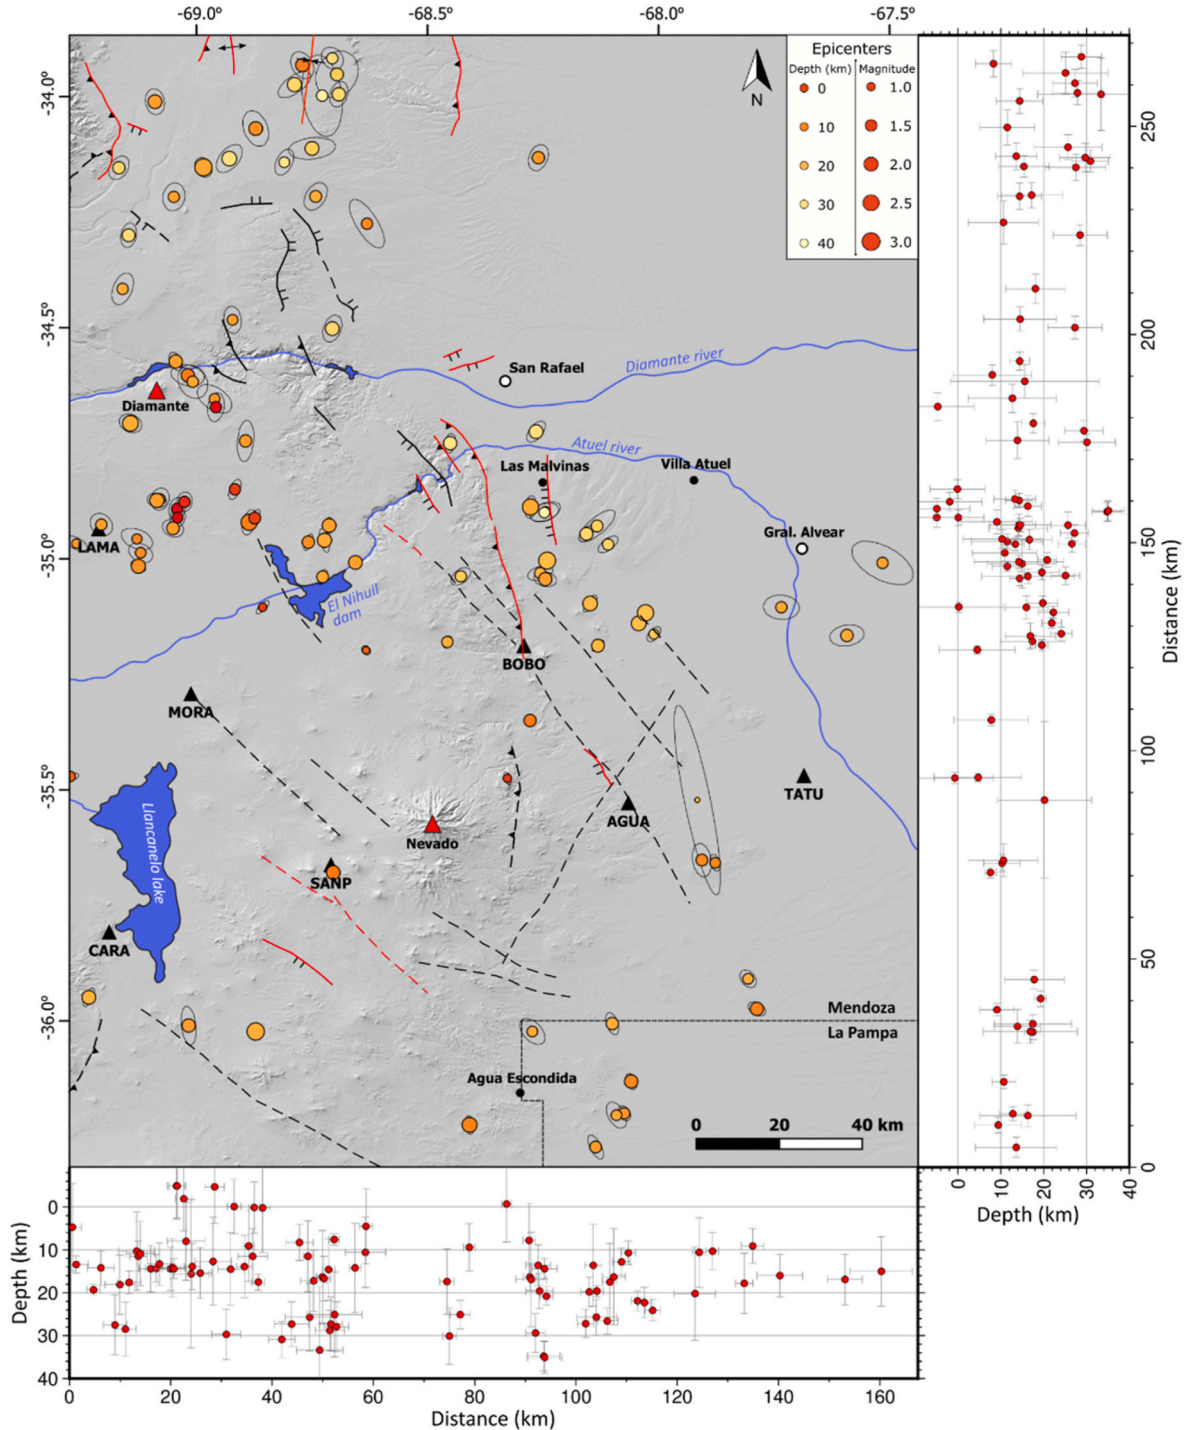 -69.0°
-68.5°
-68.0°
-67.5°
Epicenters
Depth (km)
Magnitude
0
1.0
10
1.5
20
2.0
30
2.5
40
3.0
N
-34.0°
-34.5°
-35.0°
-35.5°
-36.0°
San Rafael
Diamante river
Diamante
Atuel river
Las Malvinas
Villa Atuel
Gral. Alvear
LAMA
El Nihuil
dam
BOBO
MORA
TATU
AGUA
Nevado
Llancanelo lake
SANP
CARA
Mendoza
La Pampa
Agua Escondida
0 20 40 km
250
200
150
100
50
0
Distance (km)
0 10 20 30 40
Depth (km)
0
10
20
30
40
Depth (km)
0 20 40 60 80 100 120 140 160
Distance (km)